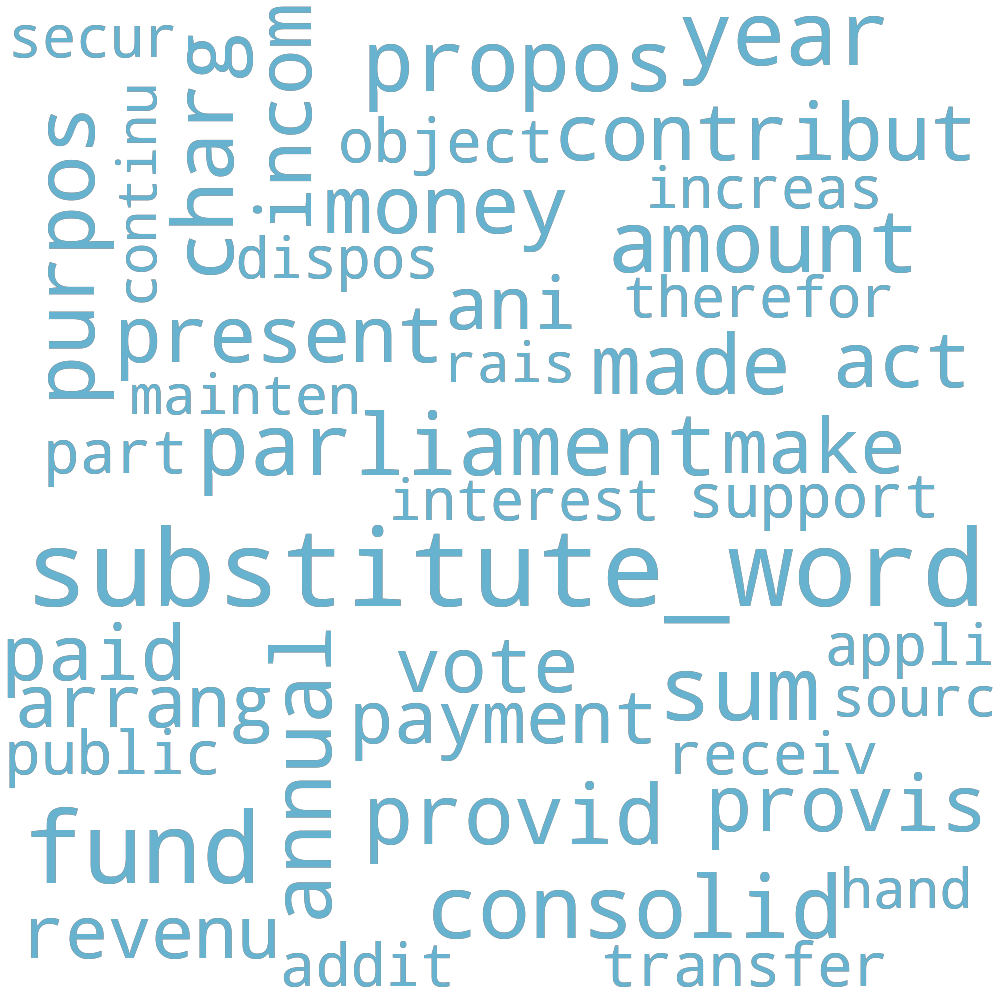 secur
charg
incom
propos
year
purpos
continu
object
contribut
money
increas
dispos
amount
ani
therefor
present
rais
made
act
mainten
part
parliament
make
interest
support
substitute_word
paid
annual
vote
appli
arrang
payment
sum
sourc
public
receiv
fund
provid
provis
revenu
consolid
hand
addit
transfer